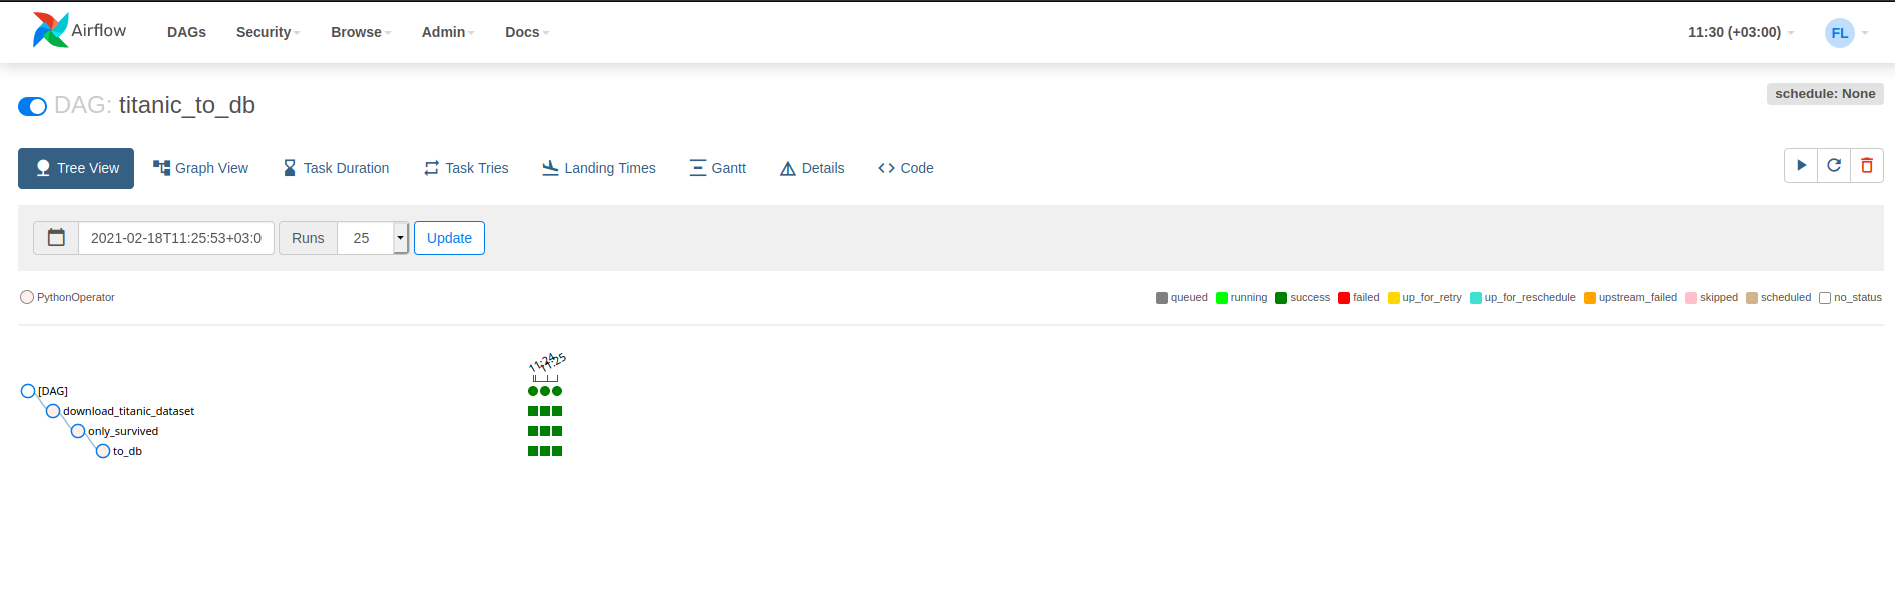 Airflow DAGs Security Browse Admin Docs 11:30 (+03:00) FL
DAG: titanic_to_db schedule: None
Tree View Graph View Task Duration Task Tries Landing Times Gantt Details Code
2021-02-18T11:25:53+03:0 Runs 25 Update
PythonOperator queued running success failed up_for_retry up_for_reschedule upstream_failed skipped scheduled no_status
11:24 11:25
[DAG]
download_titanic_dataset
only_survived
to_db